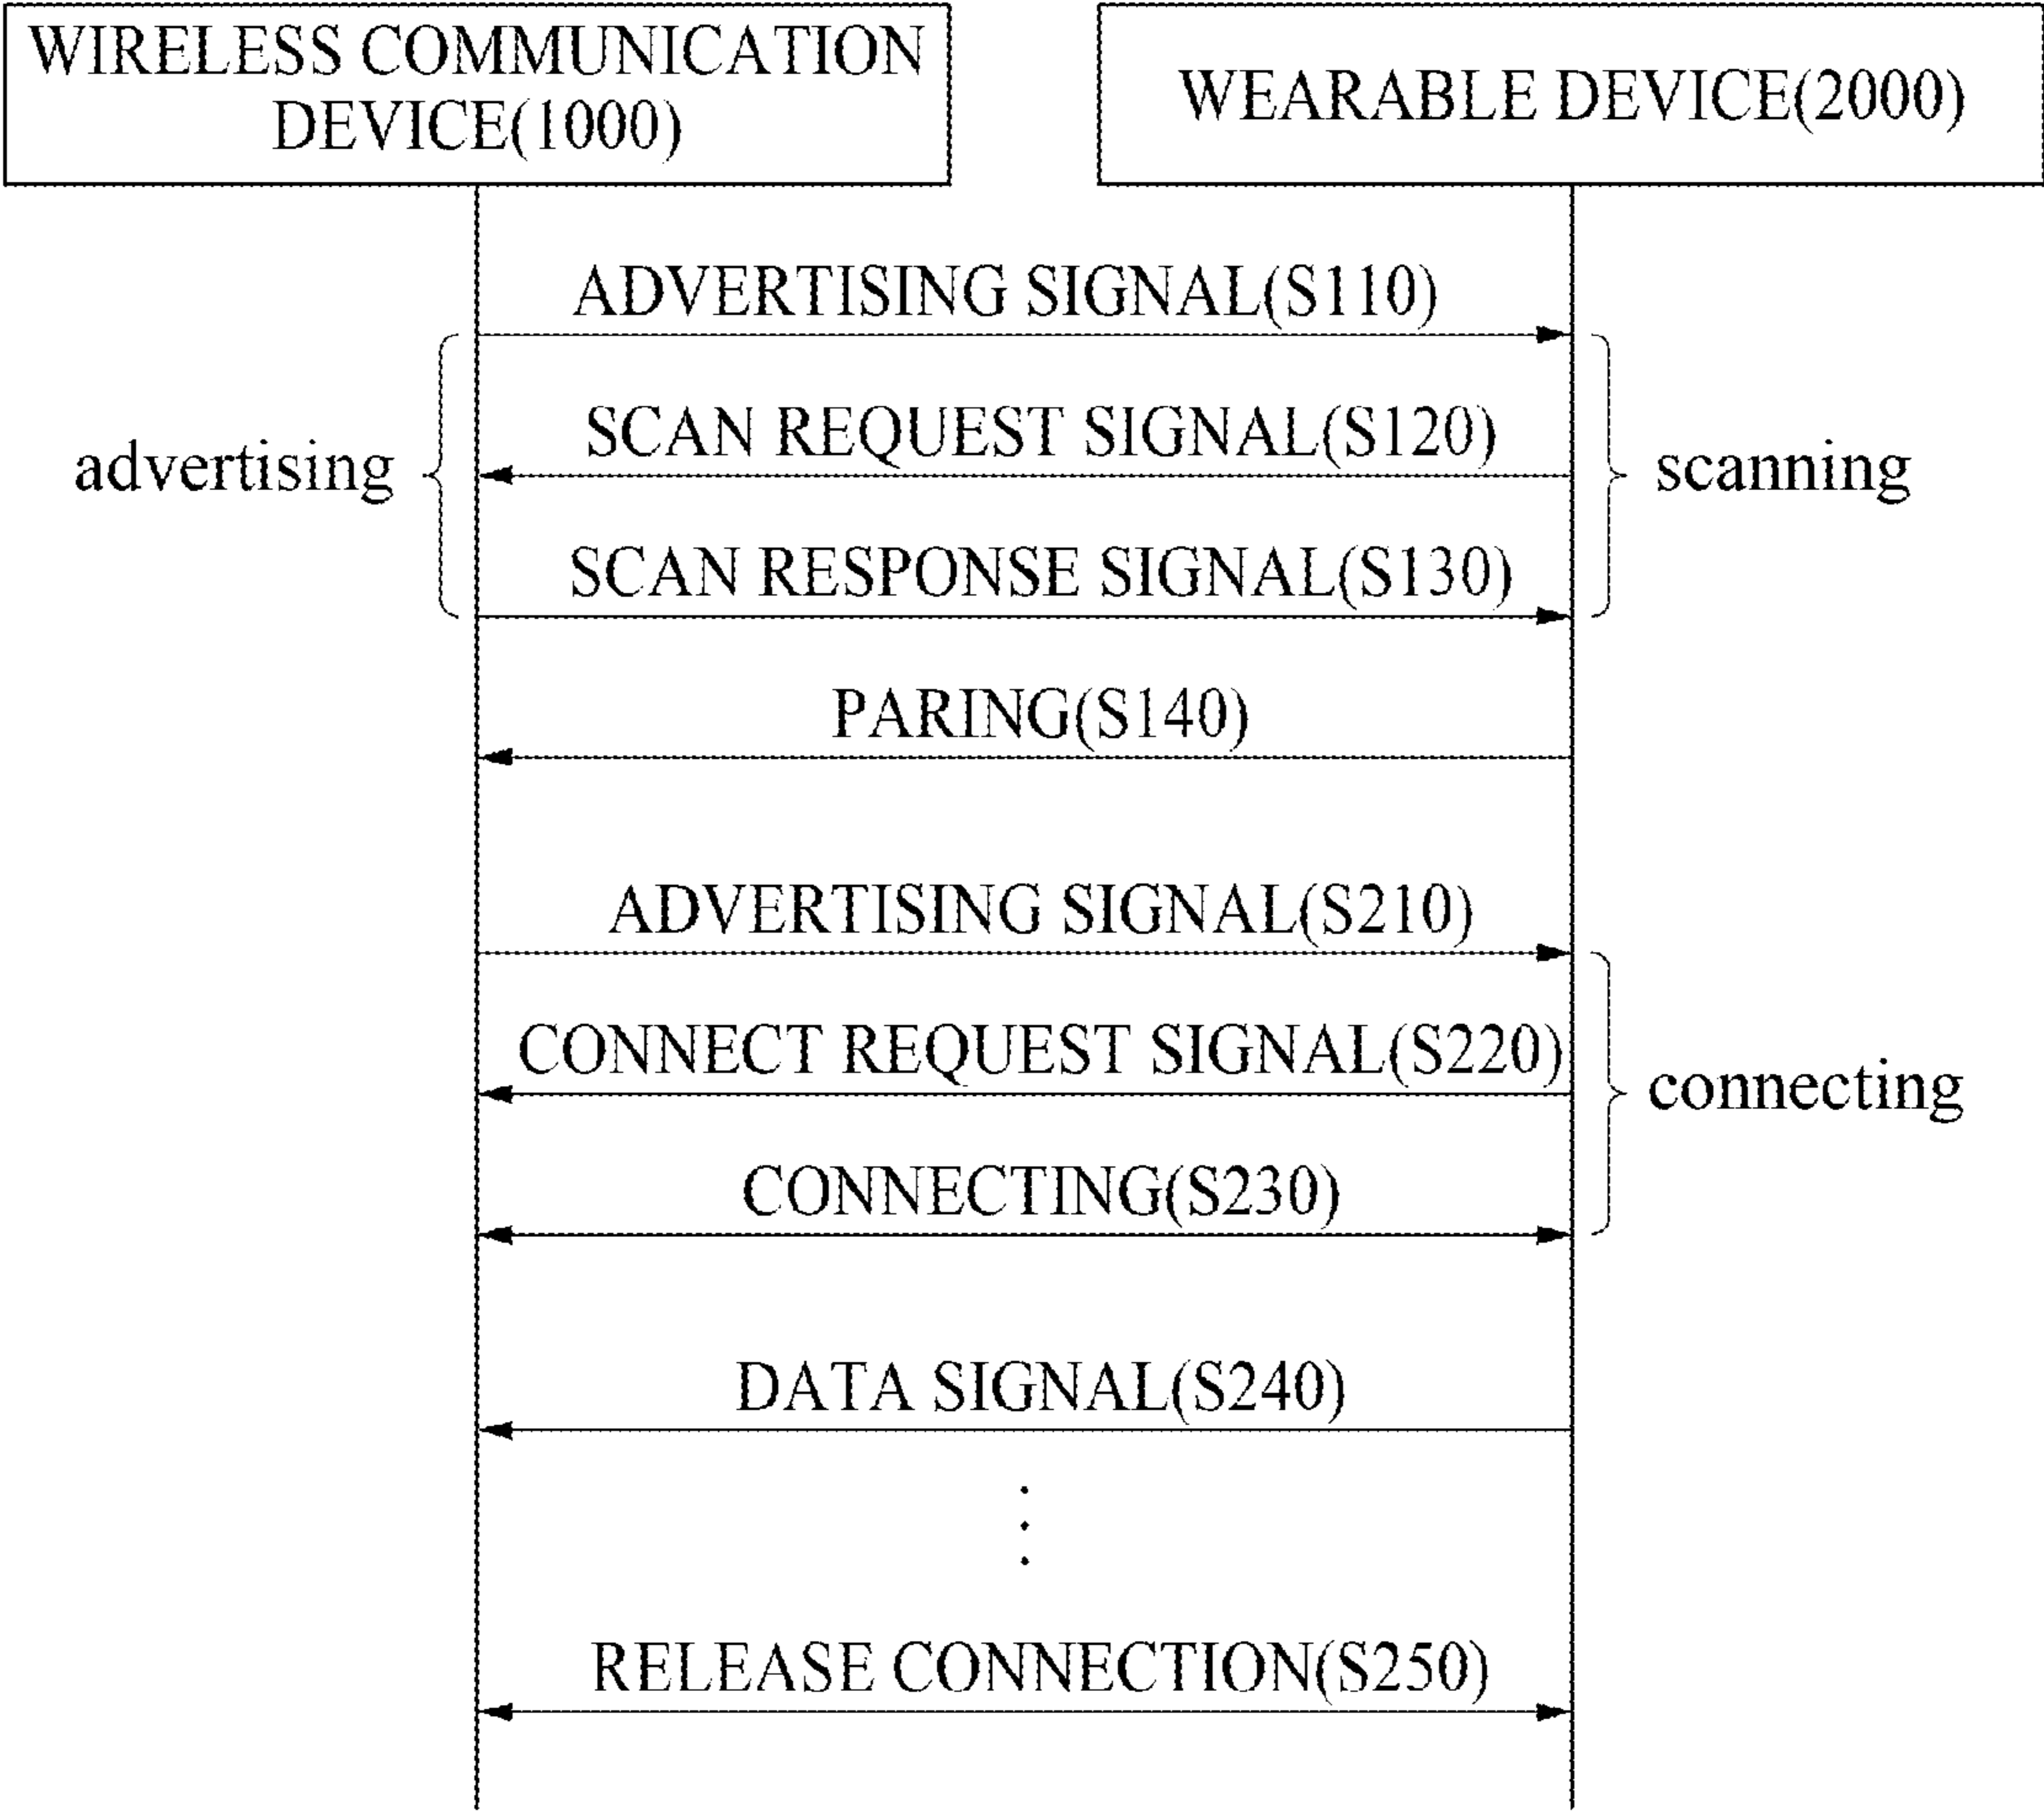 WIRELESS COMMUNICATION
DEVICE(1000)
WEARABLE DEVICE(2000)
ADVERTISING SIGNAL(S110)
SCAN REQUEST SIGNAL(S120)
advertising
scanning
SCAN RESPONSE SIGNAL(S130)
PARING(S140)
ADVERTISING SIGNAL(S210)
CONNECT REQUEST SIGNAL(S220)
connecting
CONNECTING(S230)
DATA SIGNAL(S240)
RELEASE CONNECTION(S250)